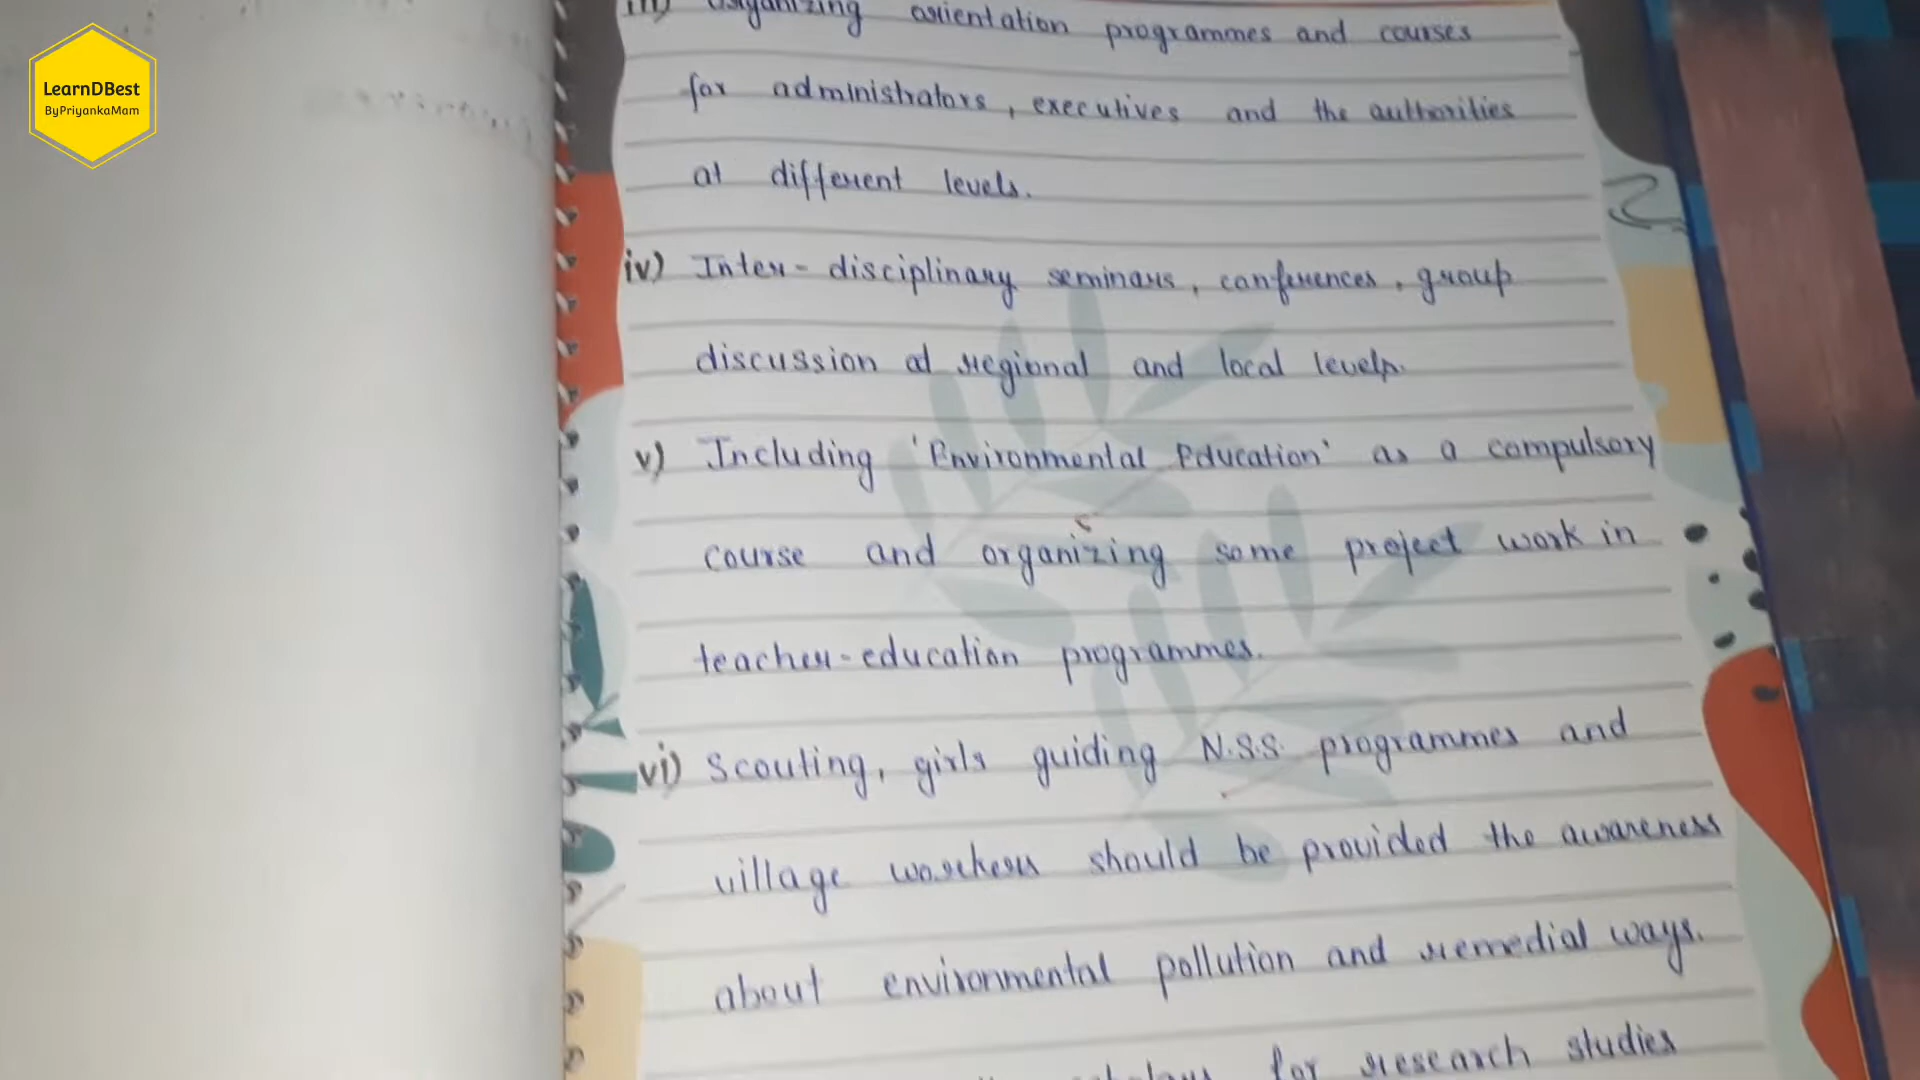 LearnDBest
ByPriyankaMam
iii) Organizing orientation programmes and courses
for administrators, executives and the authorities
at different levels.
iv) Inter-disciplinary seminars, conferences, group
discussion at regional and local levels.
v) Including 'Environmental Education' as a compulsory
course and organizing some project work in
teacher-education programmes.
vi) Scouting, girls guiding N.S.S. programmes and
village workers should be provided the awareness
about environmental pollution and remedial ways.
for research studies